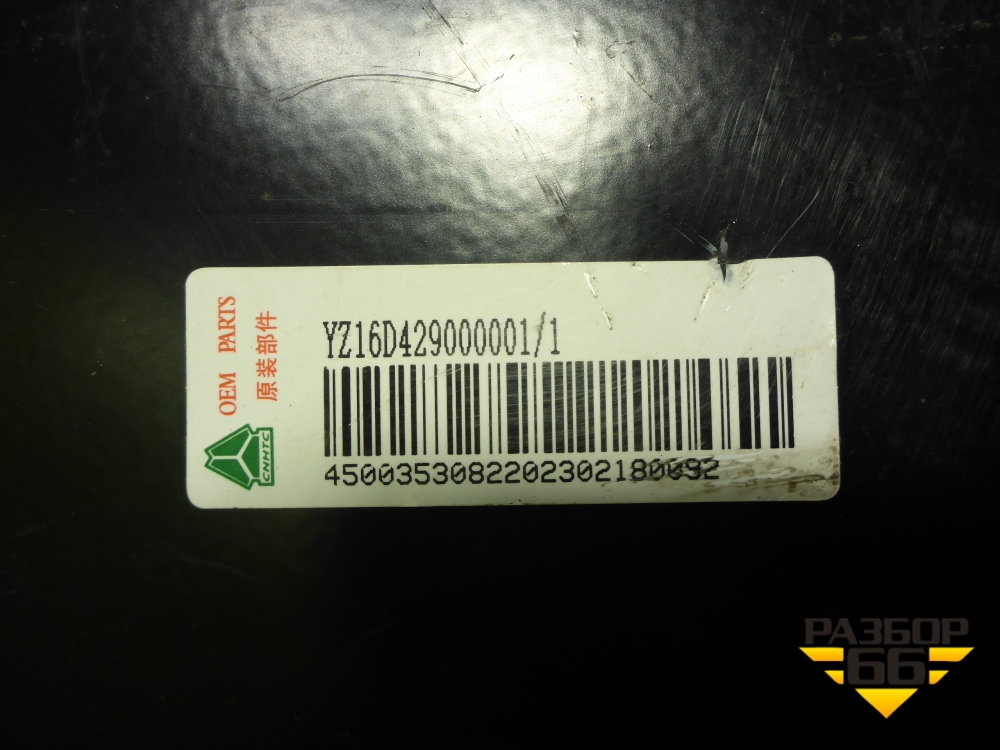 OEM PARTS
原装部件
CNHTC
YZ16D429000001/1
4500353082202302180092
РАЗБОР
66